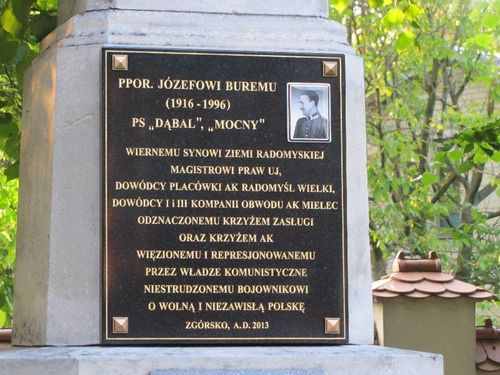 PPOR. JÓZEFOWI BUREMU
(1916 - 1996)
PS „DĄBAL", „MOCNY"
WIERNEMU SYNOWI ZIEMI RADOMYSKIEJ
MAGISTROWI PRAW UJ,
DOWÓDCY PLACÓWKI AK RADOMYŚL WIELKI,
DOWÓDCY I i III KOMPANII OBWODU AK MIELEC
ODZNACZONEMU KRZYŻEM ZASŁUGI
ORAZ KRZYŻEM AK
WIĘZIONEMU I REPRESJONOWANEMU
PRZEZ WŁADZE KOMUNISTYCZNE
NIESTRUDZONEMU BOJOWNIKOWI
O WOLNĄ I NIEZAWISŁĄ POLSKĘ
ZGÓRSKO, A.D. 2013